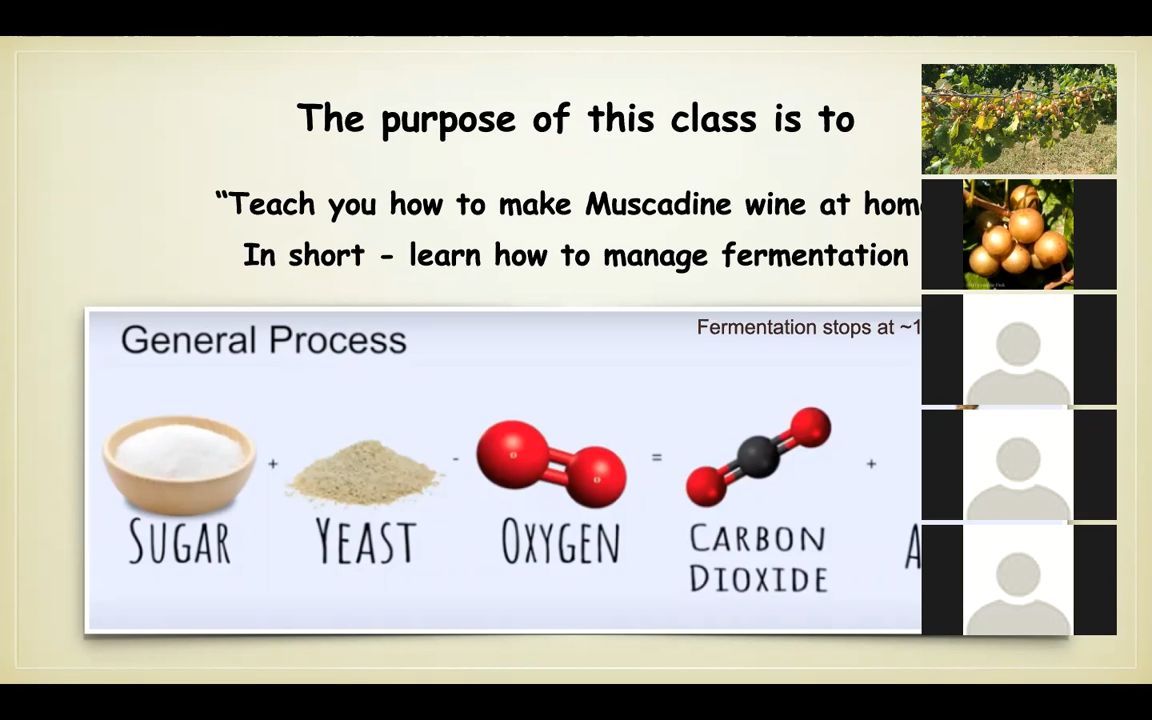 The purpose of this class is to
“Teach you how to make Muscadine wine at hom
In short - learn how to manage fermentation
General Process
Fermentation stops at ~1
+
-
=
+
SUGAR
YEAST
OXYGEN
CARBON
DIOXIDE
A